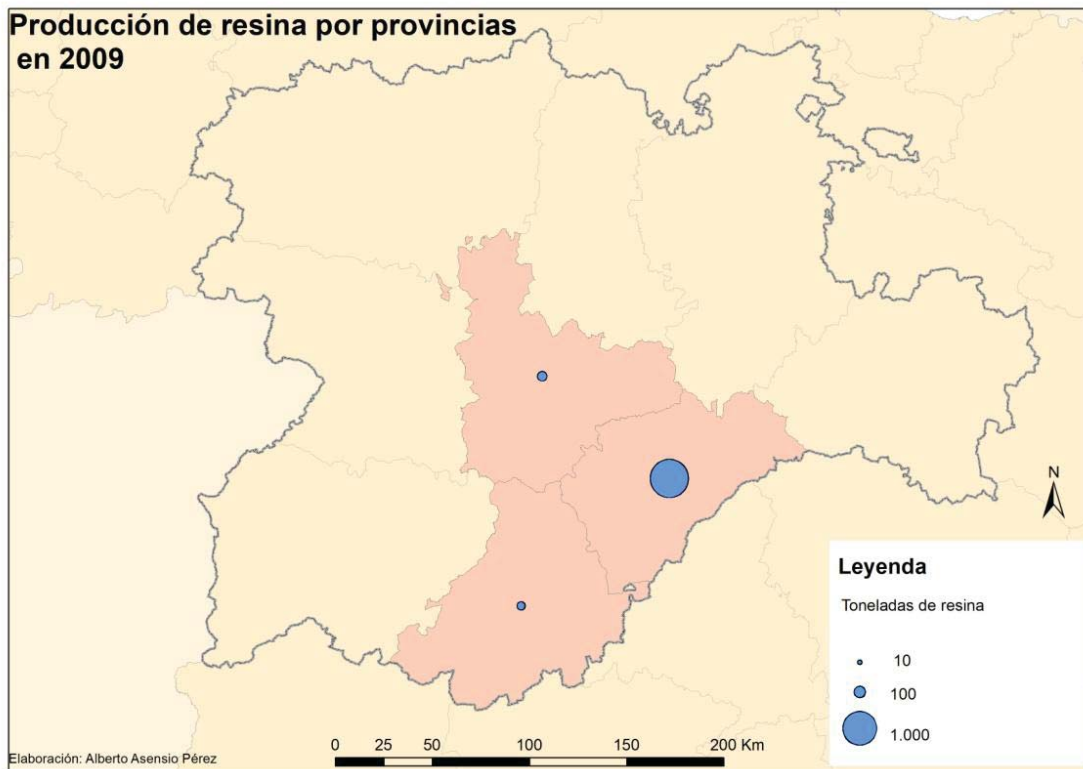 Producción de resina por provincias
en 2009
N
Leyenda
Toneladas de resina
10
100
1.000
0 25 50 100 150 200 Km
Elaboración: Alberto Asensio Pérez